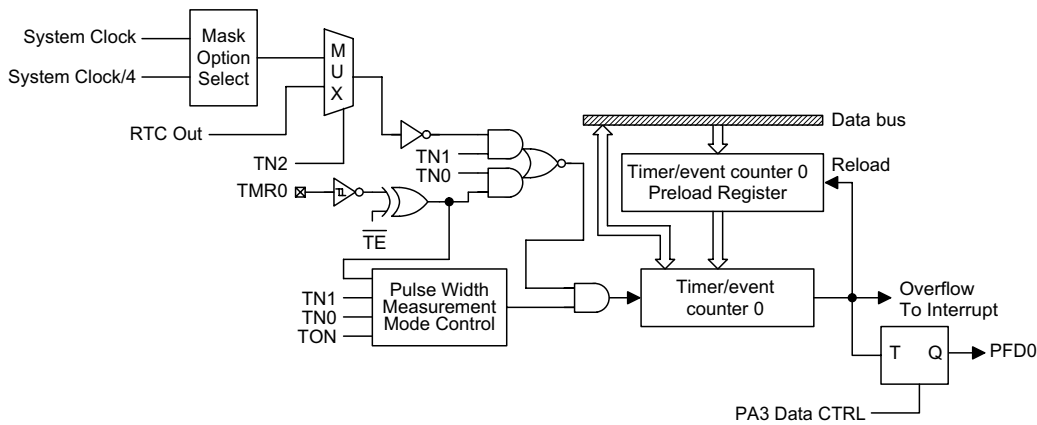 System Clock
System Clock/4
Mask
Option
Select
M
U
X
RTC Out
TN2
TMR0
TE
TN1
TN0
Data bus
Timer/event counter 0
Preload Register
Reload
TN1
TN0
TON
Pulse Width
Measurement
Mode Control
Timer/event
counter 0
Overflow
To Interrupt
T Q
PFD0
PA3 Data CTRL